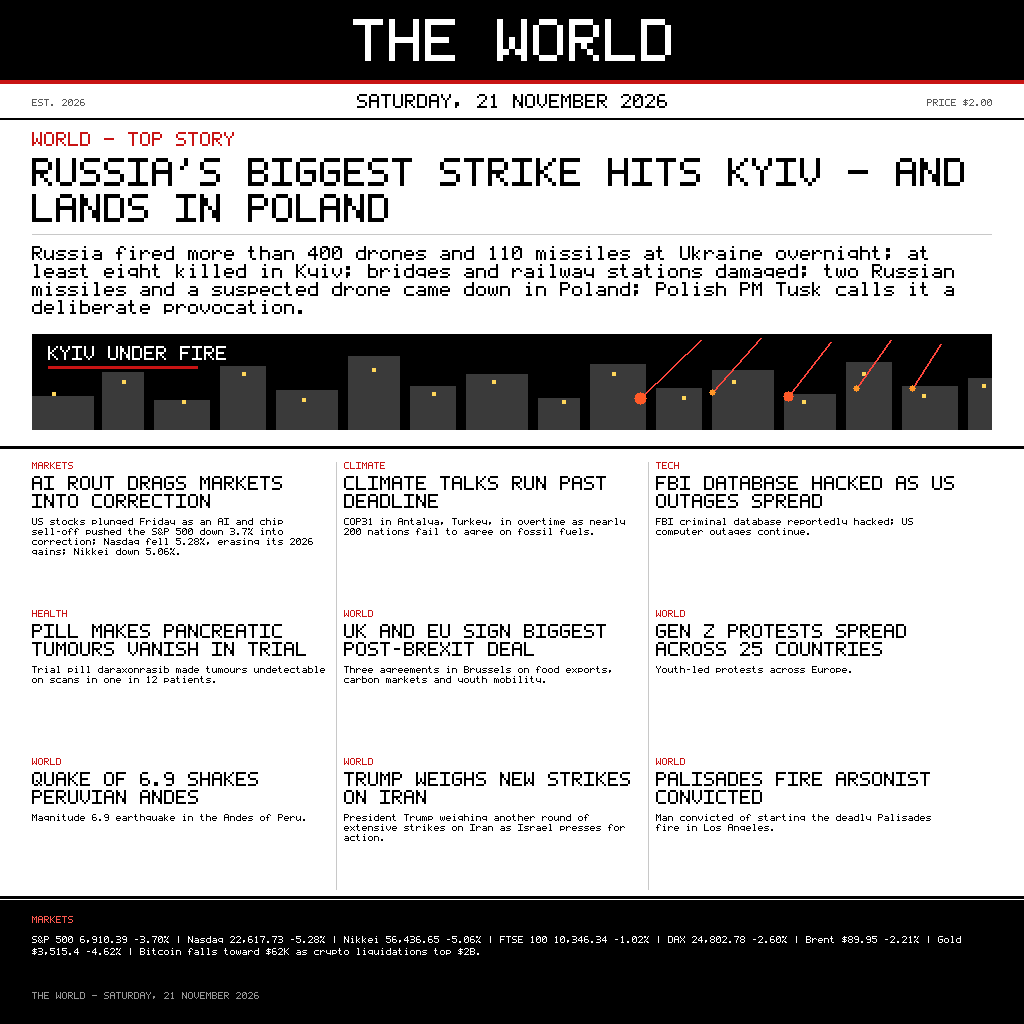 THE WORLD
EST. 2026
SATURDAY, 21 NOVEMBER 2026
PRICE $2.00
WORLD – TOP STORY
RUSSIA'S BIGGEST STRIKE HITS KYIV – AND
LANDS IN POLAND
Russia fired more than 400 drones and 110 missiles at Ukraine overnight; at
least eight killed in Kyiv; bridges and railway stations damaged; two Russian
missiles and a suspected drone came down in Poland; Polish PM Tusk calls it a
deliberate provocation.
KYIV UNDER FIRE
MARKETS
AI ROUT DRAGS MARKETS
INTO CORRECTION
US stocks plunged Friday as an AI and chip
sell-off pushed the S&P 500 down 3.7% into
correction; Nasdaq fell 5.28%, erasing its 2026
gains; Nikkei down 5.06%.
CLIMATE
CLIMATE TALKS RUN PAST
DEADLINE
COP31 in Antalya, Turkey, in overtime as nearly
200 nations fail to agree on fossil fuels.
TECH
FBI DATABASE HACKED AS US
OUTAGES SPREAD
FBI criminal database reportedly hacked; US
computer outages continue.
HEALTH
PILL MAKES PANCREATIC
TUMOURS VANISH IN TRIAL
Trial pill daraxonrasib made tumours undetectable
on scans in one in 12 patients.
WORLD
UK AND EU SIGN BIGGEST
POST-BREXIT DEAL
Three agreements in Brussels on food exports,
carbon markets and youth mobility.
WORLD
GEN Z PROTESTS SPREAD
ACROSS 25 COUNTRIES
Youth-led protests across Europe.
WORLD
QUAKE OF 6.9 SHAKES
PERUVIAN ANDES
Magnitude 6.9 earthquake in the Andes of Peru.
WORLD
TRUMP WEIGHS NEW STRIKES
ON IRAN
President Trump weighing another round of
extensive strikes on Iran as Israel presses for
action.
WORLD
PALISADES FIRE ARSONIST
CONVICTED
Man convicted of starting the deadly Palisades
fire in Los Angeles.
MARKETS
S&P 500 6,910.39 -3.70% | Nasdaq 22,617.73 -5.28% | Nikkei 56,436.65 -5.06% | FTSE 100 10,346.34 -1.02% | DAX 24,802.78 -2.60% | Brent $89.95 -2.21% | Gold
$3,515.4 -4.62% | Bitcoin falls toward $62K as crypto liquidations top $2B.
THE WORLD – SATURDAY, 21 NOVEMBER 2026